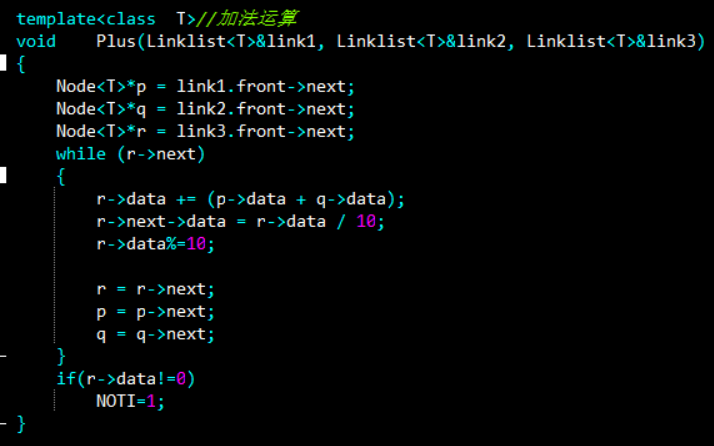 template<class  T>//加法运算
void    Plus(Linklist<T>&link1, Linklist<T>&link2, Linklist<T>&link3)
{
    Node<T>*p = link1.front->next;
    Node<T>*q = link2.front->next;
    Node<T>*r = link3.front->next;
    while (r->next)
    {
        r->data += (p->data + q->data);
        r->next->data = r->data / 10;
        r->data%=10;

        r = r->next;
        p = p->next;
        q = q->next;
    }
    if(r->data!=0)
        NOTI=1;
}